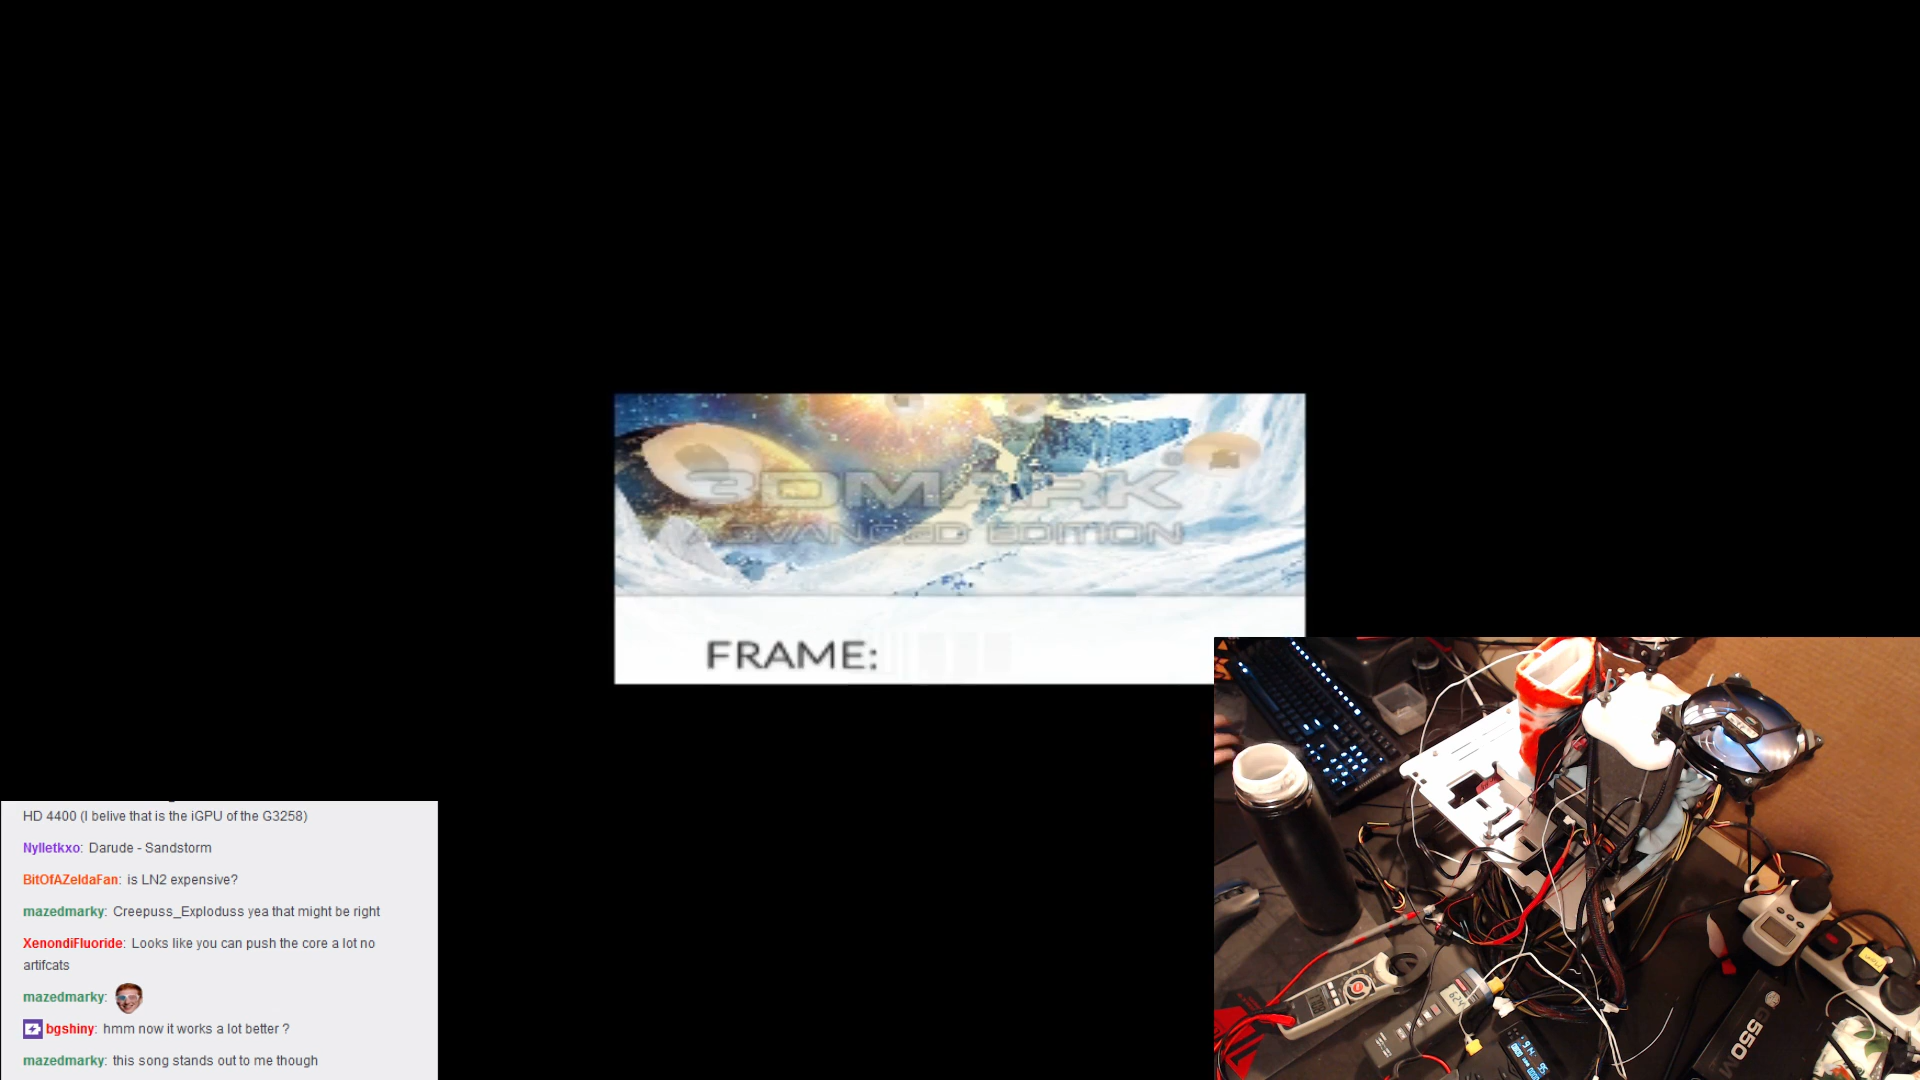 3DMARK
ADVANCED EDITION
FRAME:
HD 4400 (I belive that is the iGPU of the G3258)
Nylletkxo: Darude - Sandstorm
BitOfAZeldaFan: is LN2 expensive?
mazedmarky: Creepuss_Exploduss yea that might be right
XenondiFluoride: Looks like you can push the core a lot no
artifcats
mazedmarky:
bgshiny: hmm now it works a lot better ?
mazedmarky: this song stands out to me though
G550M